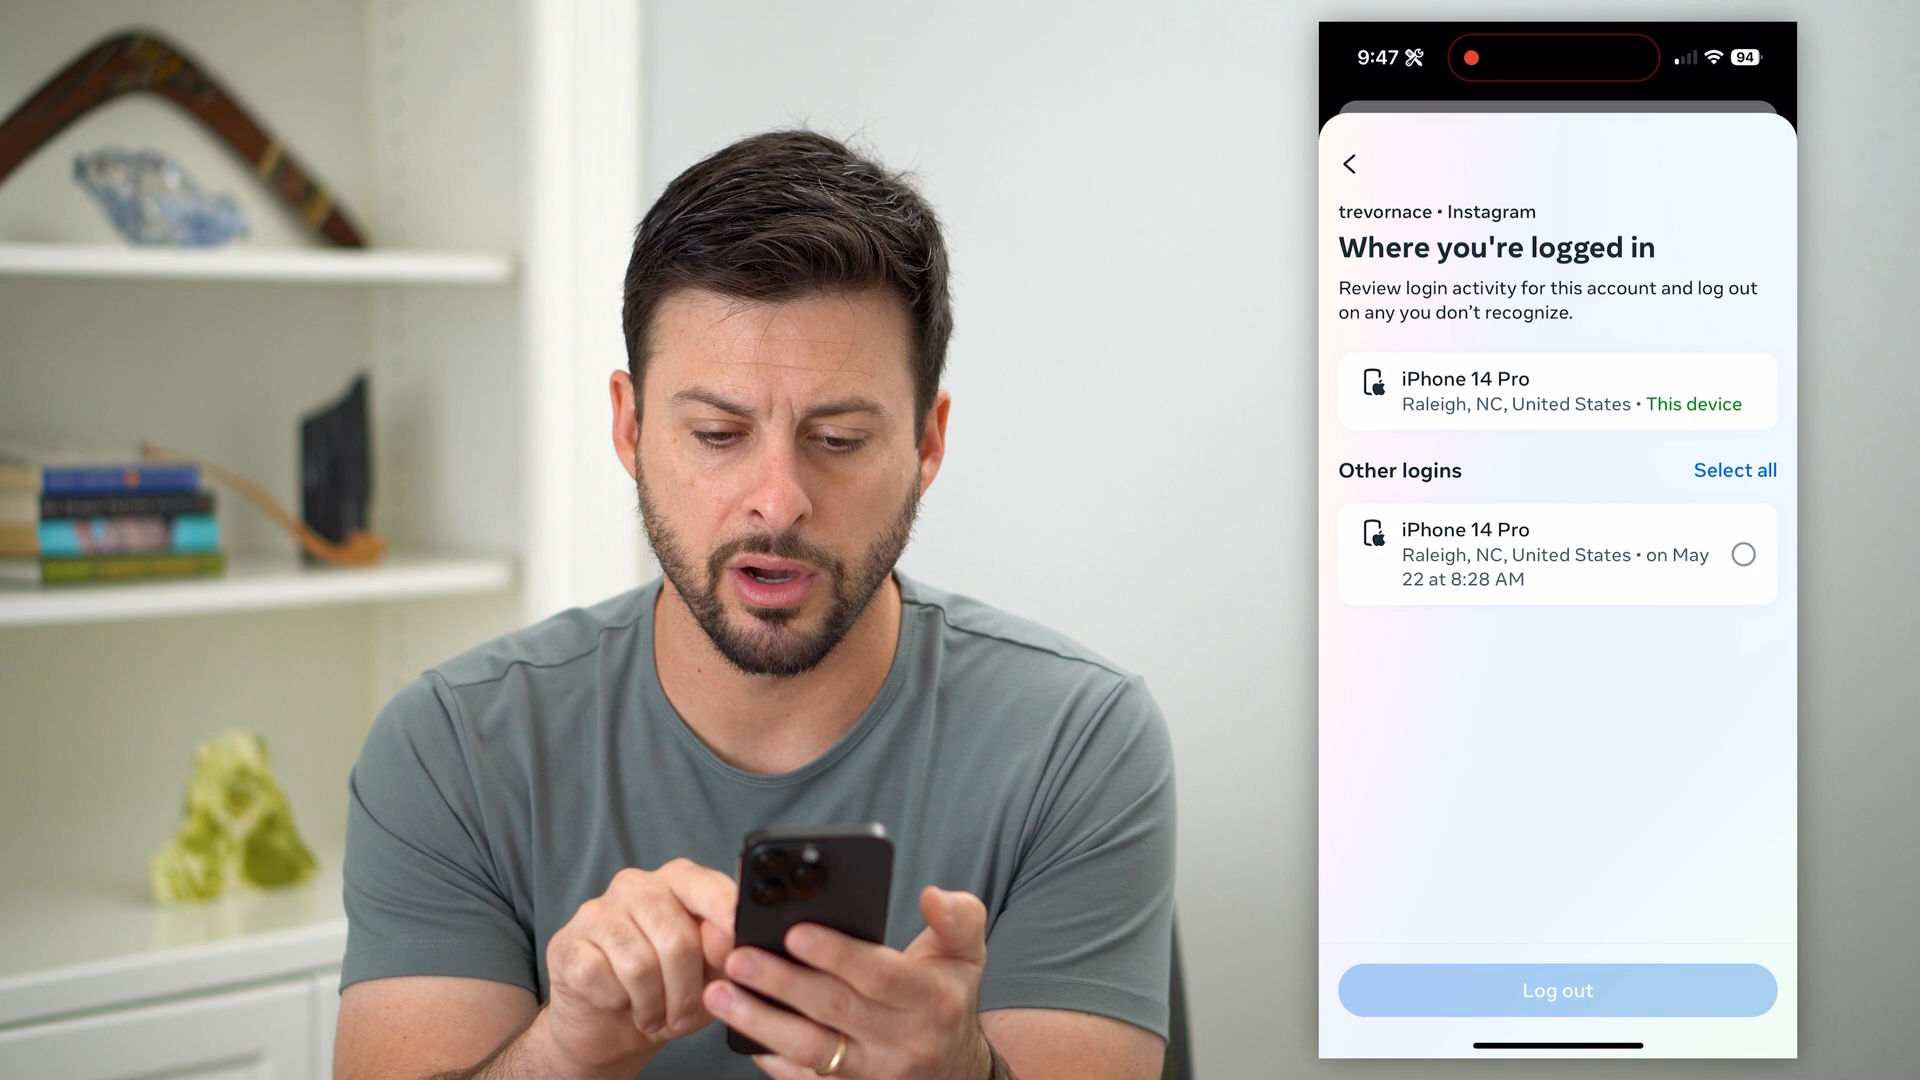 9:47
94
trevornace • Instagram
Where you're logged in
Review login activity for this account and log out
on any you don't recognize.
iPhone 14 Pro
Raleigh, NC, United States • This device
Other logins
Select all
iPhone 14 Pro
Raleigh, NC, United States • on May
22 at 8:28 AM
Log out